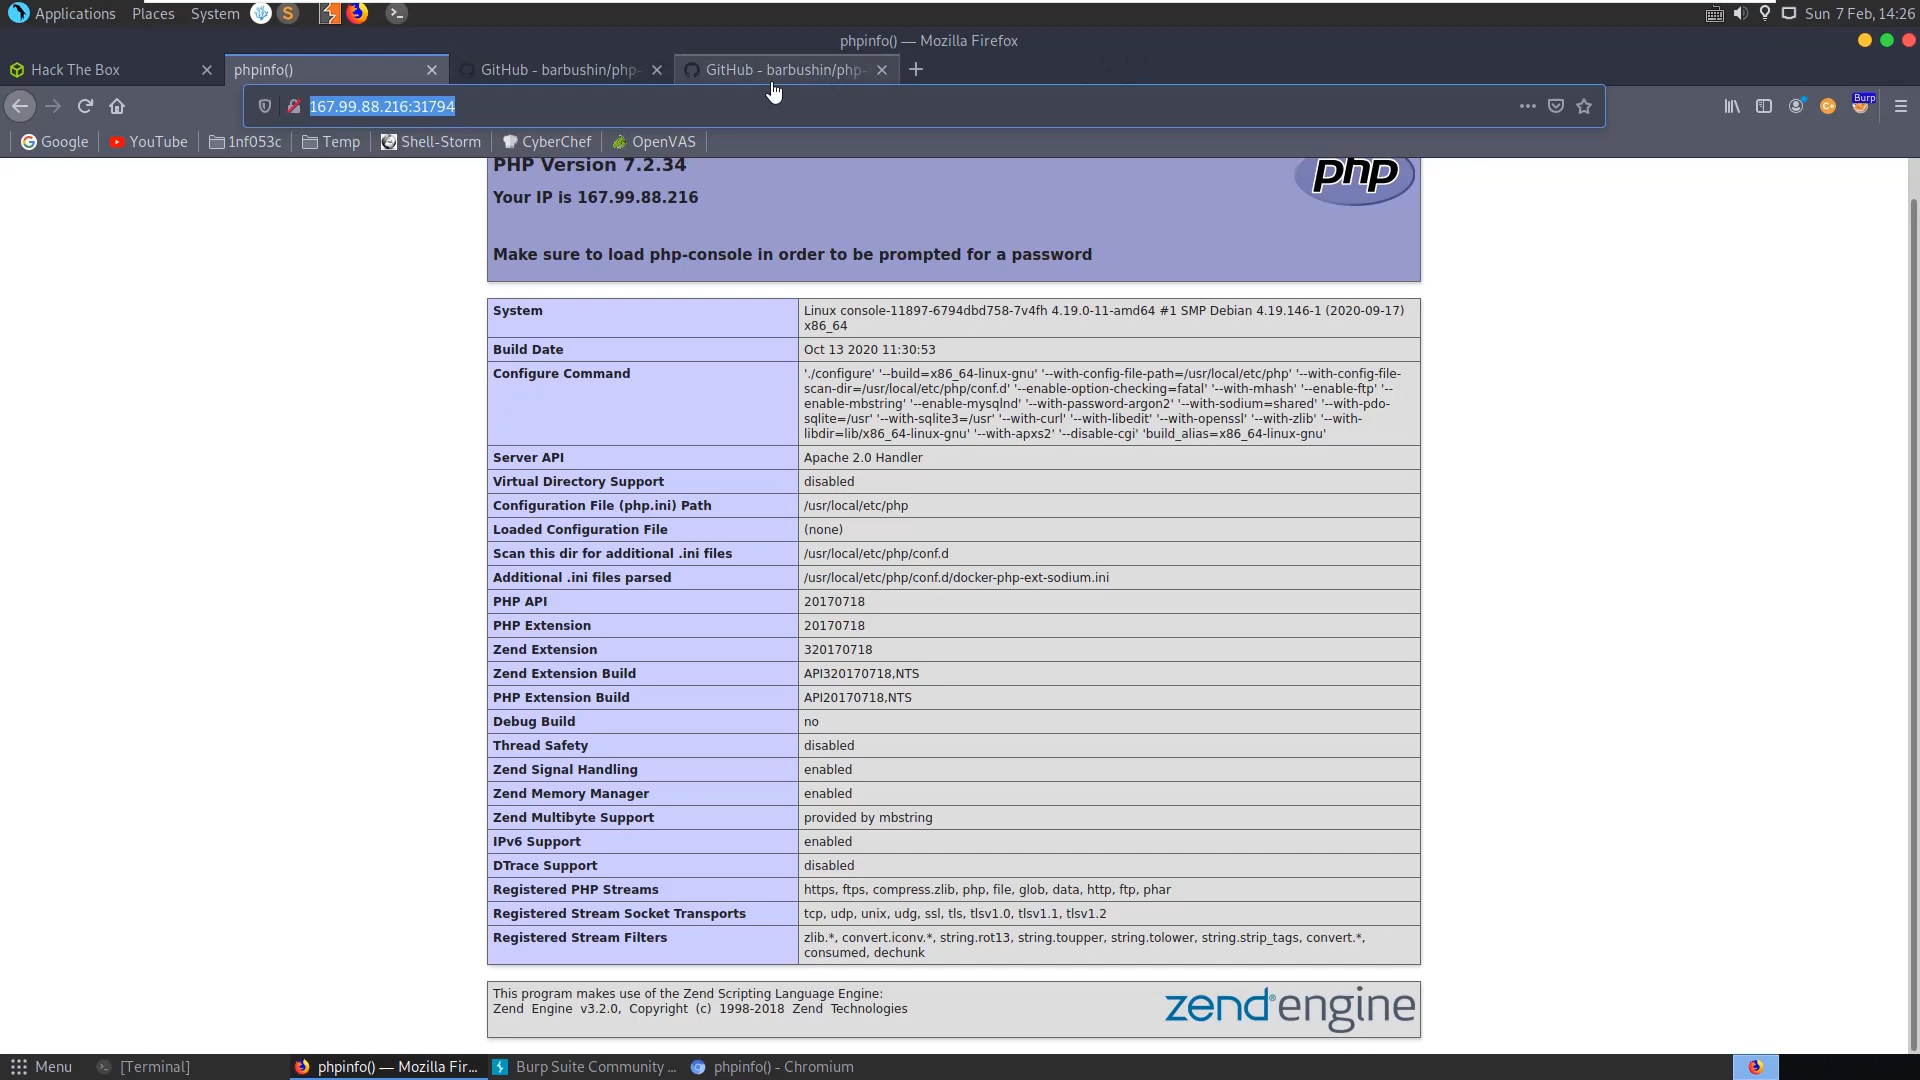 Applications Places System Sun 7 Feb, 14:26
phpinfo() — Mozilla Firefox
Hack The Box phpinfo() GitHub - barbushin/php- GitHub - barbushin/php-
167.99.88.216:31794 Burp
Google YouTube 1nf053c Temp Shell-Storm CyberChef OpenVAS
PHP Version 7.2.34
php
Your IP is 167.99.88.216
Make sure to load php-console in order to be prompted for a password
System Linux console-11897-6794dbd758-7v4fh 4.19.0-11-amd64 #1 SMP Debian 4.19.146-1 (2020-09-17)
x86_64
Build Date Oct 13 2020 11:30:53
Configure Command './configure' '--build=x86_64-linux-gnu' '--with-config-file-path=/usr/local/etc/php' '--with-config-file-
scan-dir=/usr/local/etc/php/conf.d' '--enable-option-checking=fatal' '--with-mhash' '--enable-ftp' '--
enable-mbstring' '--enable-mysqlnd' '--with-password-argon2' '--with-sodium=shared' '--with-pdo-
sqlite=/usr' '--with-sqlite3=/usr' '--with-curl' '--with-libedit' '--with-openssl' '--with-zlib' '--with-
libdir=lib/x86_64-linux-gnu' '--with-apxs2' '--disable-cgi' 'build_alias=x86_64-linux-gnu'
Server API Apache 2.0 Handler
Virtual Directory Support disabled
Configuration File (php.ini) Path /usr/local/etc/php
Loaded Configuration File (none)
Scan this dir for additional .ini files /usr/local/etc/php/conf.d
Additional .ini files parsed /usr/local/etc/php/conf.d/docker-php-ext-sodium.ini
PHP API 20170718
PHP Extension 20170718
Zend Extension 320170718
Zend Extension Build API320170718,NTS
PHP Extension Build API20170718,NTS
Debug Build no
Thread Safety disabled
Zend Signal Handling enabled
Zend Memory Manager enabled
Zend Multibyte Support provided by mbstring
IPv6 Support enabled
DTrace Support disabled
Registered PHP Streams https, ftps, compress.zlib, php, file, glob, data, http, ftp, phar
Registered Stream Socket Transports tcp, udp, unix, udg, ssl, tls, tlsv1.0, tlsv1.1, tlsv1.2
Registered Stream Filters zlib.*, convert.iconv.*, string.rot13, string.toupper, string.tolower, string.strip_tags, convert.*,
consumed, dechunk
This program makes use of the Zend Scripting Language Engine:
Zend Engine v3.2.0, Copyright (c) 1998-2018 Zend Technologies
zend engine
Menu [Terminal] phpinfo() — Mozilla Fir... Burp Suite Community ... phpinfo() - Chromium